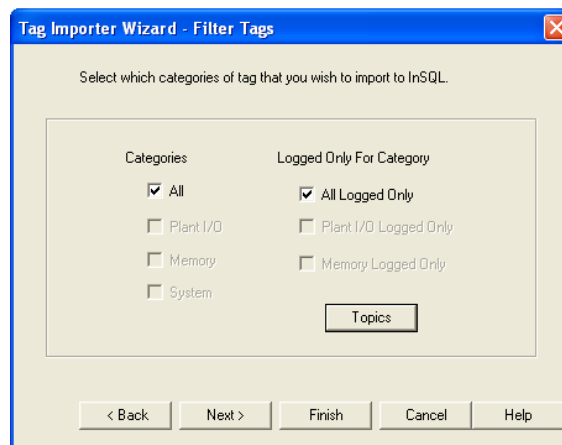 Tag Importer Wizard - Filter Tags
Select which categories of tag that you wish to import to InSQL.
Categories Logged Only For Category
All All Logged Only
Plant I/O Plant I/O Logged Only
Memory Memory Logged Only
System
Topics
< Back Next > Finish Cancel Help